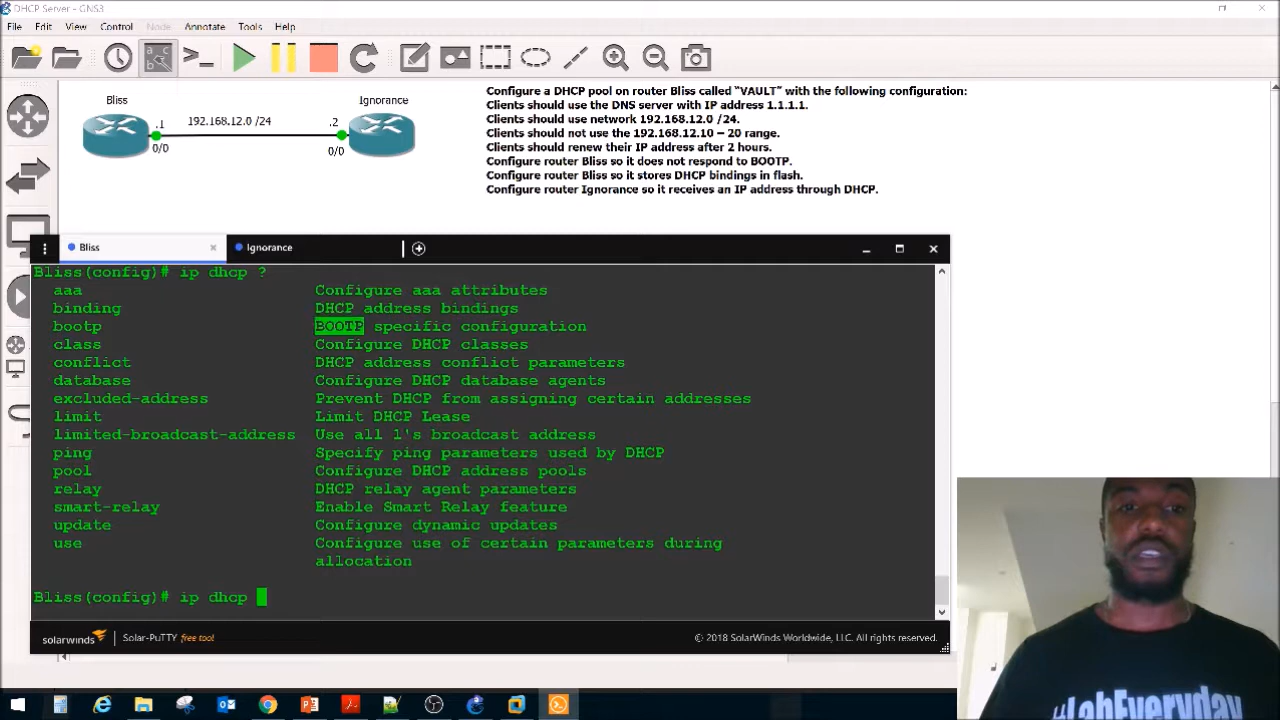 DHCP Server - GNS3
File Edit View Control Node Annotate Tools Help
Bliss
Ignorance
.1
192.168.12.0 /24
.2
0/0
0/0
Configure a DHCP pool on router Bliss called “VAULT” with the following configuration:
Clients should use the DNS server with IP address 1.1.1.1.
Clients should use network 192.168.12.0 /24.
Clients should not use the 192.168.12.10 – 20 range.
Clients should renew their IP address after 2 hours.
Configure router Bliss so it does not respond to BOOTP.
Configure router Bliss so it stores DHCP bindings in flash.
Configure router Ignorance so it receives an IP address through DHCP.
Bliss
Ignorance
Bliss(config)# ip dhcp ?
aaa Configure aaa attributes
binding DHCP address bindings
bootp BOOTP specific configuration
class Configure DHCP classes
conflict DHCP address conflict parameters
database Configure DHCP database agents
excluded-address Prevent DHCP from assigning certain addresses
limit Limit DHCP Lease
limited-broadcast-address Use all 1's broadcast address
ping Specify ping parameters used by DHCP
pool Configure DHCP address pools
relay DHCP relay agent parameters
smart-relay Enable Smart Relay feature
update Configure dynamic updates
use Configure use of certain parameters during
allocation
Bliss(config)# ip dhcp
solarwinds Solar-PuTTY free tool © 2018 SolarWinds Worldwide, LLC. All rights reserved.
#LabEveryday